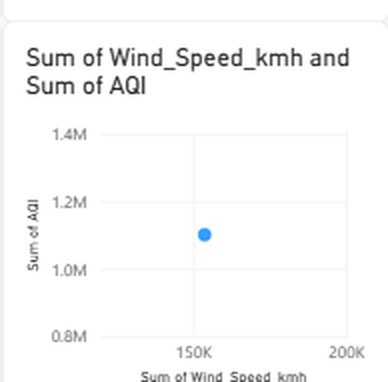 Sum of Wind_Speed_kmh and
Sum of AQI
1.4M
1.2M
1.0M
0.8M
Sum of AQI
150K
200K
Sum of Wind_Speed_kmh